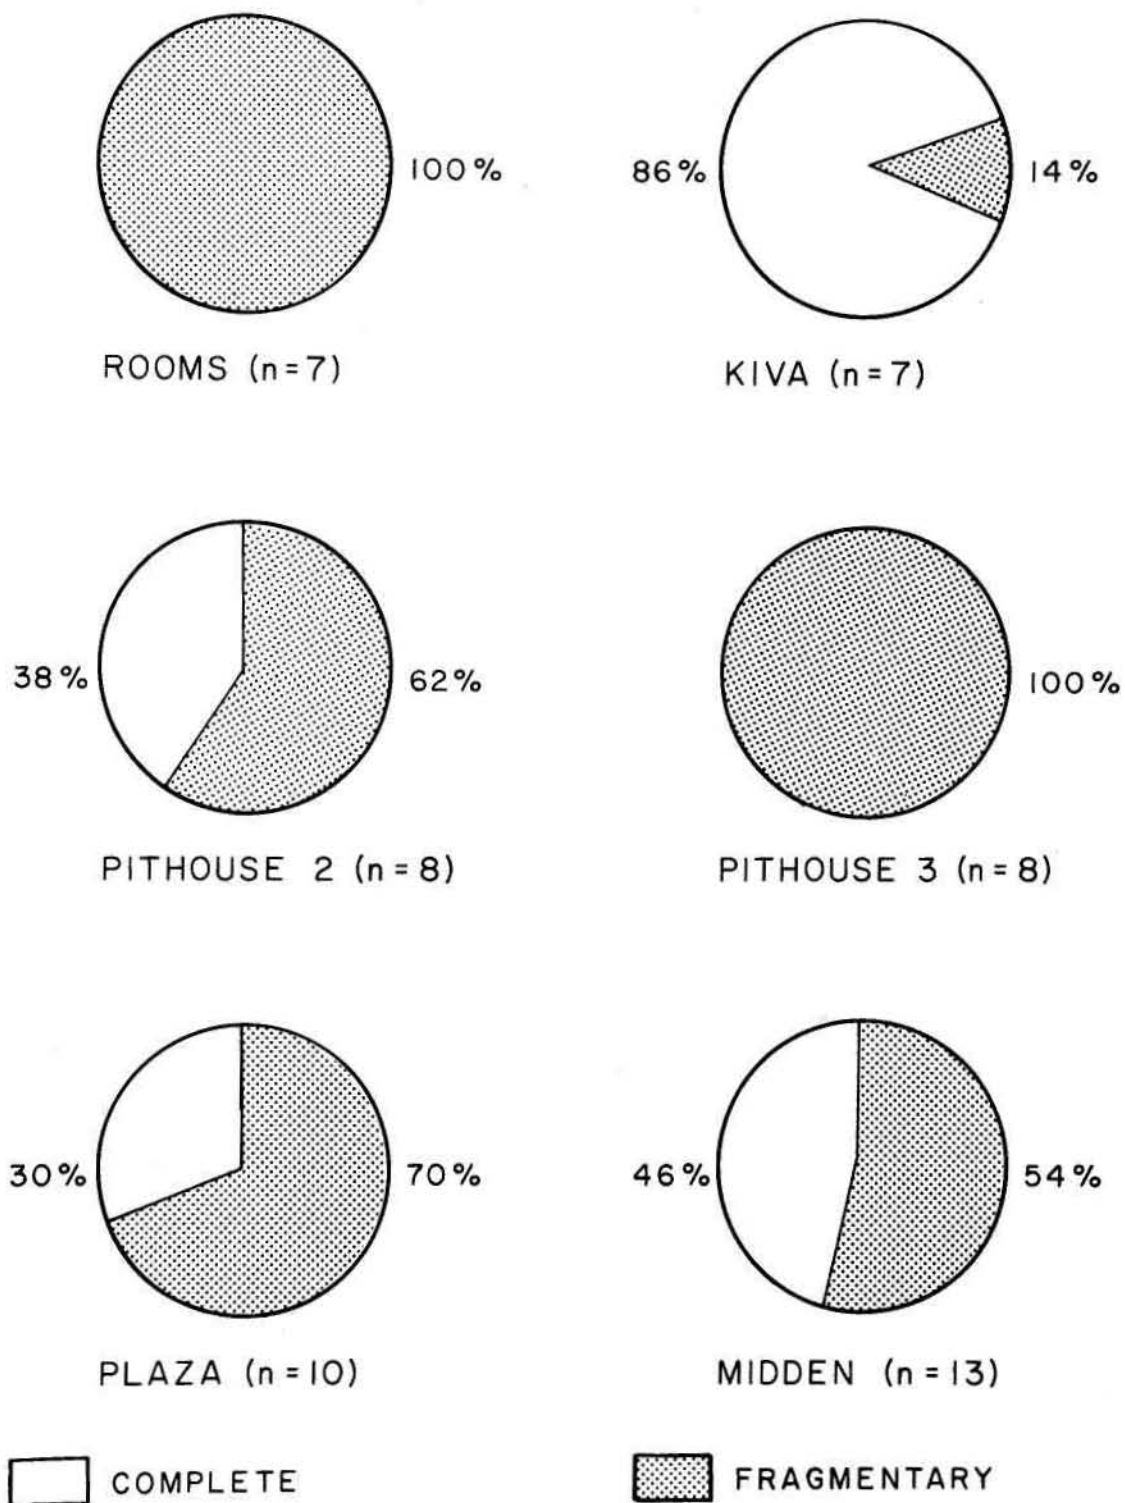 100%
86%
14%
ROOMS (n=7)
KIVA (n=7)
38%
62%
100%
PITHOUSE 2 (n=8)
PITHOUSE 3 (n=8)
30%
70%
46%
54%
PLAZA (n=10)
MIDDEN (n=13)
COMPLETE
FRAGMENTARY